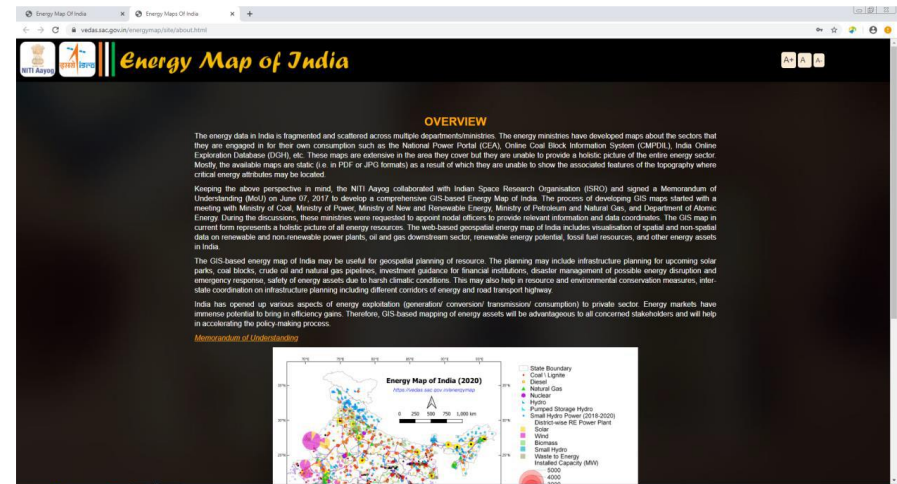 Energy Map Of India
Energy Maps Of India
vedas.sac.gov.in/energymap/site/about.html
NITI Aayog
इसरो isro
Energy Map of India
A+ A A-
OVERVIEW
The energy data in India is fragmented and scattered across multiple departments/ministries. The energy ministries have developed maps about the sectors that
they are engaged in for their own consumption such as the National Power Portal (CEA), Online Coal Block Information System (CMPDIL), India Online
Exploration Database (DGH), etc. These maps are extensive in the area they cover but they are unable to provide a holistic picture of the entire energy sector.
Mostly, the available maps are static (i.e. in PDF or JPG formats) as a result of which they are unable to show the associated features of the topography where
critical energy attributes may be located.
Keeping the above perspective in mind, the NITI Aayog collaborated with Indian Space Research Organisation (ISRO) and signed a Memorandum of
Understanding (MoU) on June 07, 2017 to develop a comprehensive GIS-based Energy Map of India. The process of developing GIS maps started with a
meeting with Ministry of Coal, Ministry of Power, Ministry of New and Renewable Energy, Ministry of Petroleum and Natural Gas, and Department of Atomic
Energy. During the discussions, these ministries were requested to appoint nodal officers to provide relevant information and data coordinates. The GIS map in
current form represents a holistic picture of all energy resources. The web-based geospatial energy map of India includes visualisation of spatial and non-spatial
data on renewable and non-renewable power plants, oil and gas downstream sector, renewable energy potential, fossil fuel resources, and other energy assets
in India.
The GIS-based energy map of India may be useful for geospatial planning of resource. The planning may include infrastructure planning for upcoming solar
parks, coal blocks, crude oil and natural gas pipelines, investment guidance for financial institutions, disaster management of possible energy disruption and
emergency response, safety of energy assets due to harsh climatic conditions. This may also help in resource and environmental conservation measures, inter-
state coordination on infrastructure planning including different corridors of energy and road transport highway.
India has opened up various aspects of energy exploitation (generation/ conversion/ transmission/ consumption) to private sector. Energy markets have
immense potential to bring in efficiency gains. Therefore, GIS-based mapping of energy assets will be advantageous to all concerned stakeholders and will help
in accelerating the policy-making process.
Memorandum of Understanding
Energy Map of India (2020)
https://vedas.sac.gov.in/energymap
0 250 500 750 1,000 km
State Boundary
Coal \ Lignite
Diesel
Natural Gas
Nuclear
Hydro
Pumped Storage Hydro
Small Hydro Power (2018-2020)
District-wise RE Power Plant
Solar
Wind
Biomass
Small Hydro
Waste to Energy
Installed Capacity (MW)
5000
4000